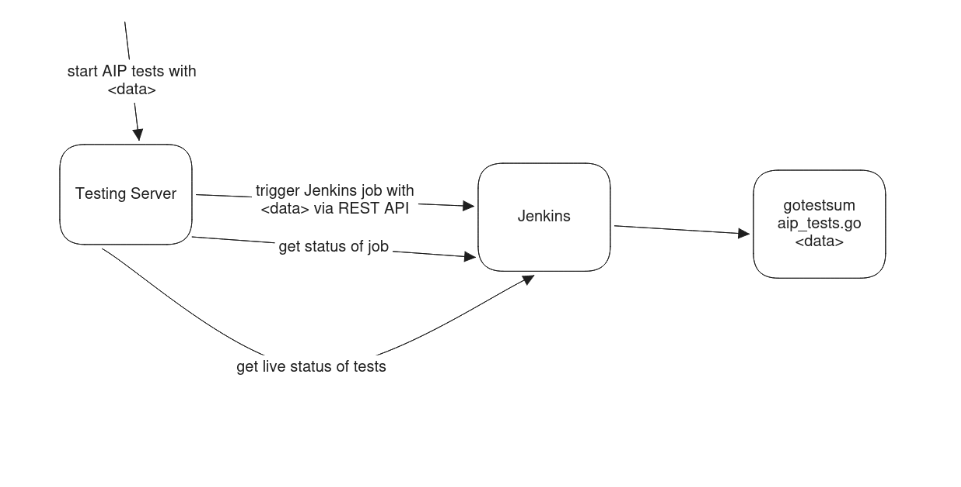 start AIP tests with
<data>
Testing Server
trigger Jenkins job with
<data> via REST API
get status of job
get live status of tests
Jenkins
gotestsum
aip_tests.go
<data>